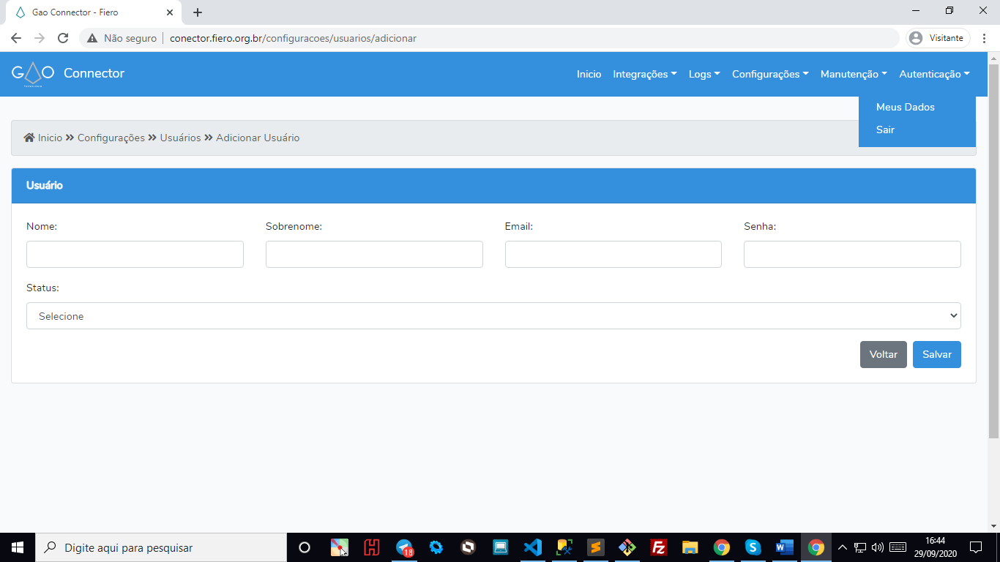 Gao Connector - Fiero
Não seguro conector.fiero.org.br/configuracoes/usuarios/adicionar Visitante
GAO Connector Inicio Integrações Logs Configurações Manutenção Autenticação
Meus Dados
Sair
Inicio Configurações Usuários Adicionar Usuário
Usuário
Nome: Sobrenome: Email: Senha:
Status:
Selecione
Voltar Salvar
Digite aqui para pesquisar
18
16:44
29/09/2020